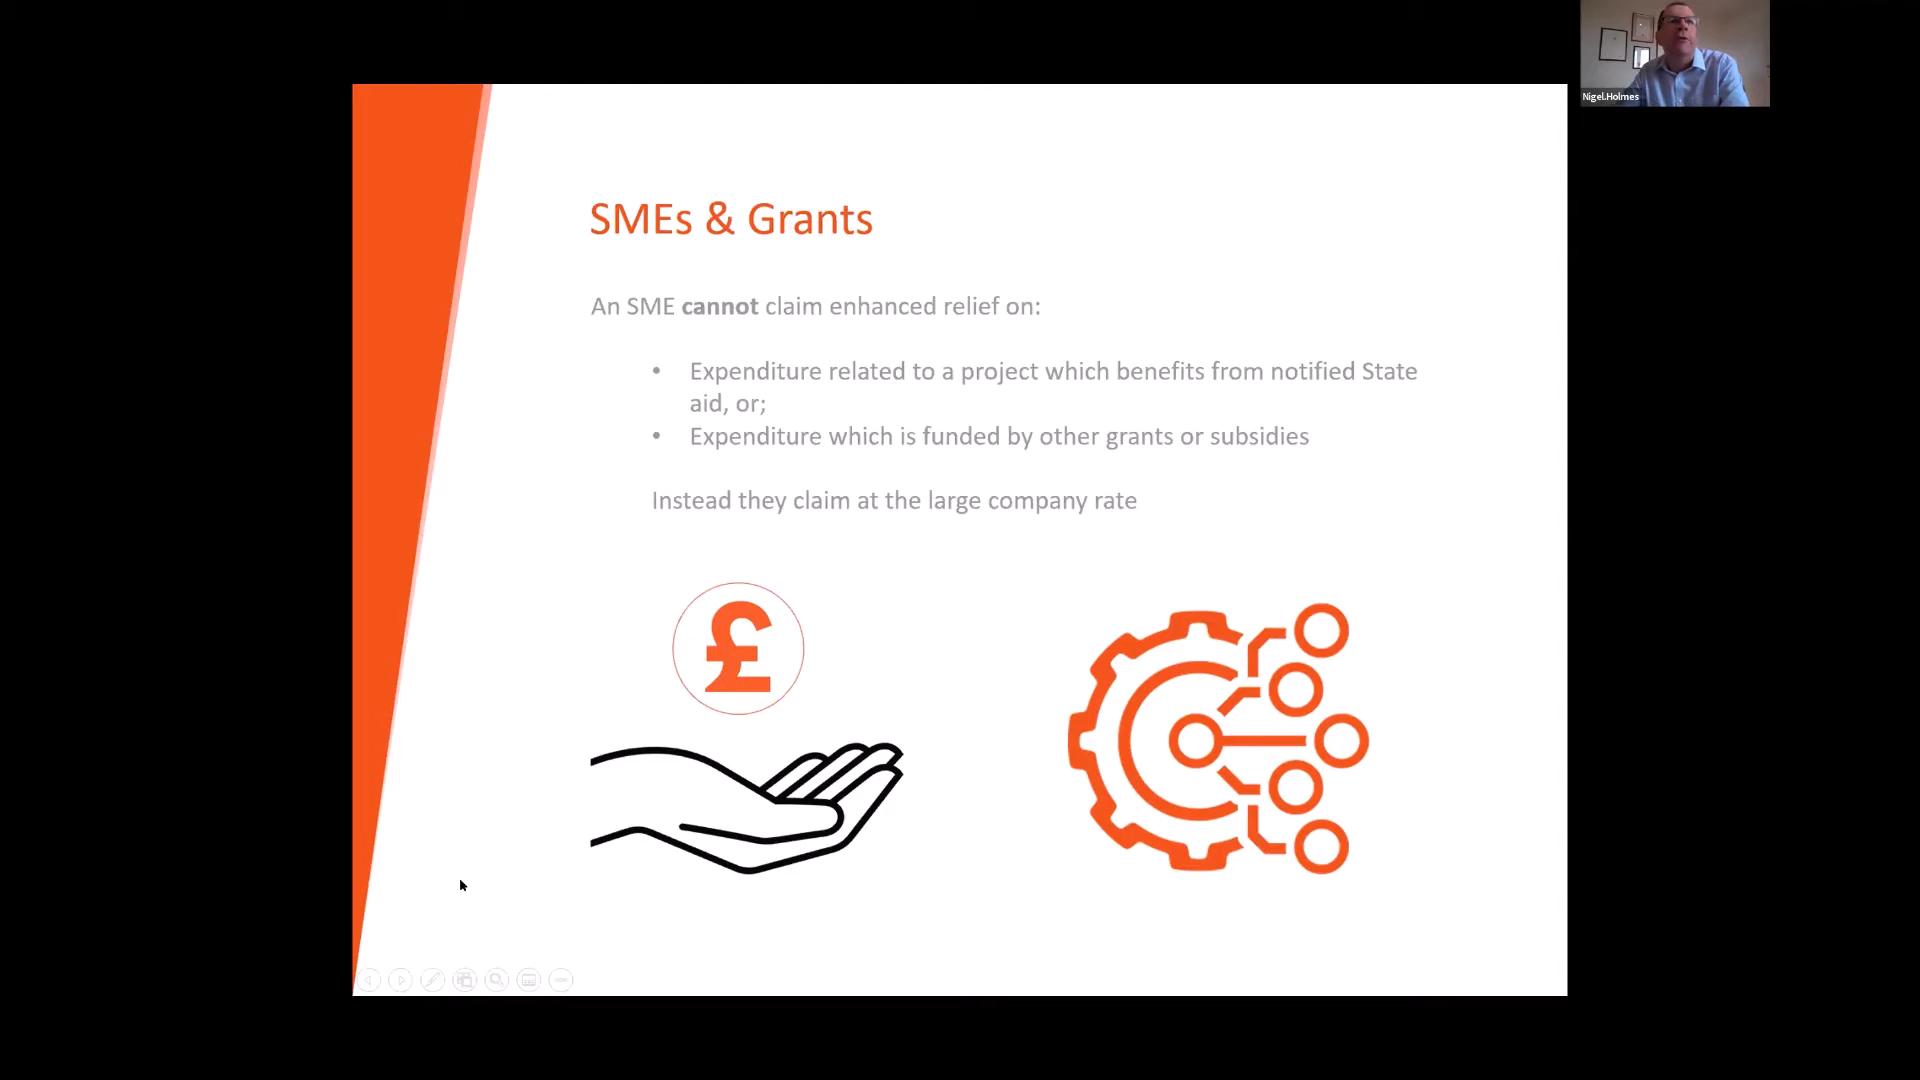 Nigel.Holmes
SMEs & Grants
An SME cannot claim enhanced relief on:
• Expenditure related to a project which benefits from notified State
aid, or;
• Expenditure which is funded by other grants or subsidies
Instead they claim at the large company rate
£